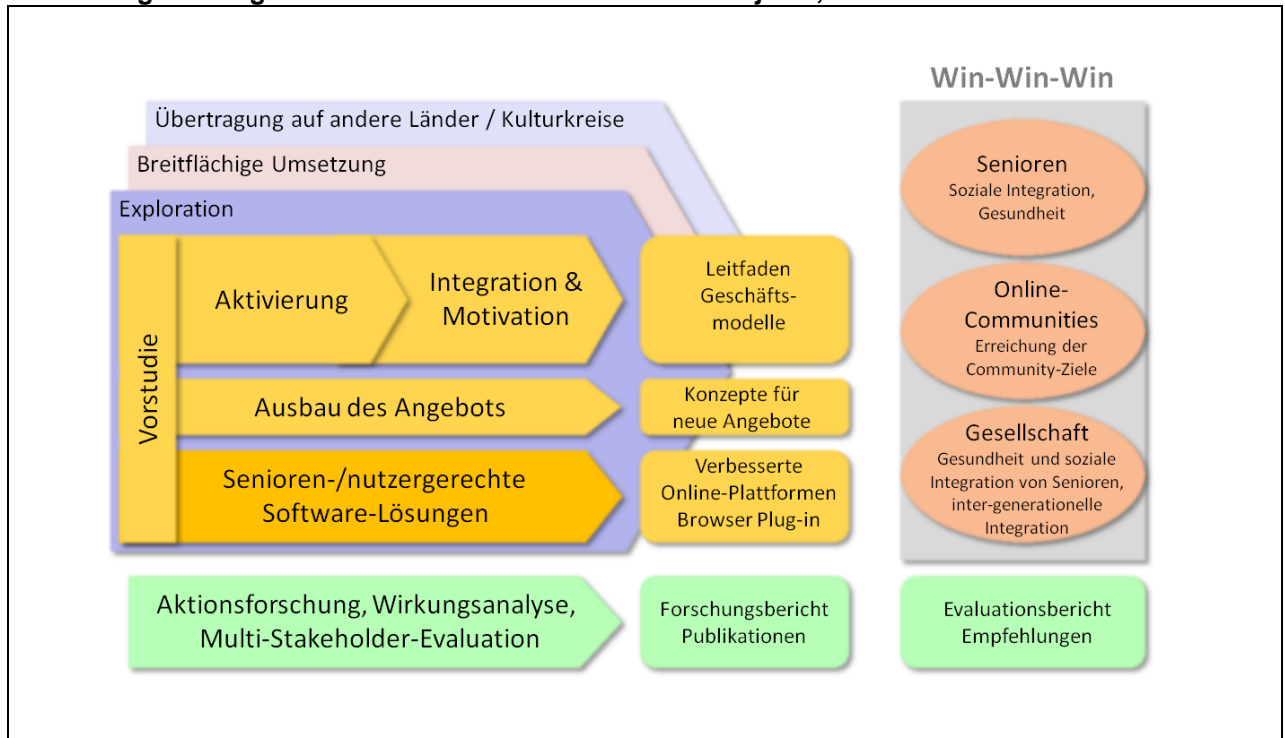 Win-Win-Win
Übertragung auf andere Länder / Kulturkreise
Breitflächige Umsetzung
Exploration
Vorstudie
Aktivierung
Integration &
Motivation
Leitfaden
Geschäfts-
modelle
Ausbau des Angebots
Konzepte für
neue Angebote
Senioren-/nutzergerechte
Software-Lösungen
Verbesserte
Online-Plattformen
Browser Plug-in
Senioren
Soziale Integration,
Gesundheit
Online-
Communities
Erreichung der
Community-Ziele
Gesellschaft
Gesundheit und soziale
Integration von Senioren,
inter-generationelle
Integration
Aktionsforschung, Wirkungsanalyse,
Multi-Stakeholder-Evaluation
Forschungsbericht
Publikationen
Evaluationsbericht
Empfehlungen